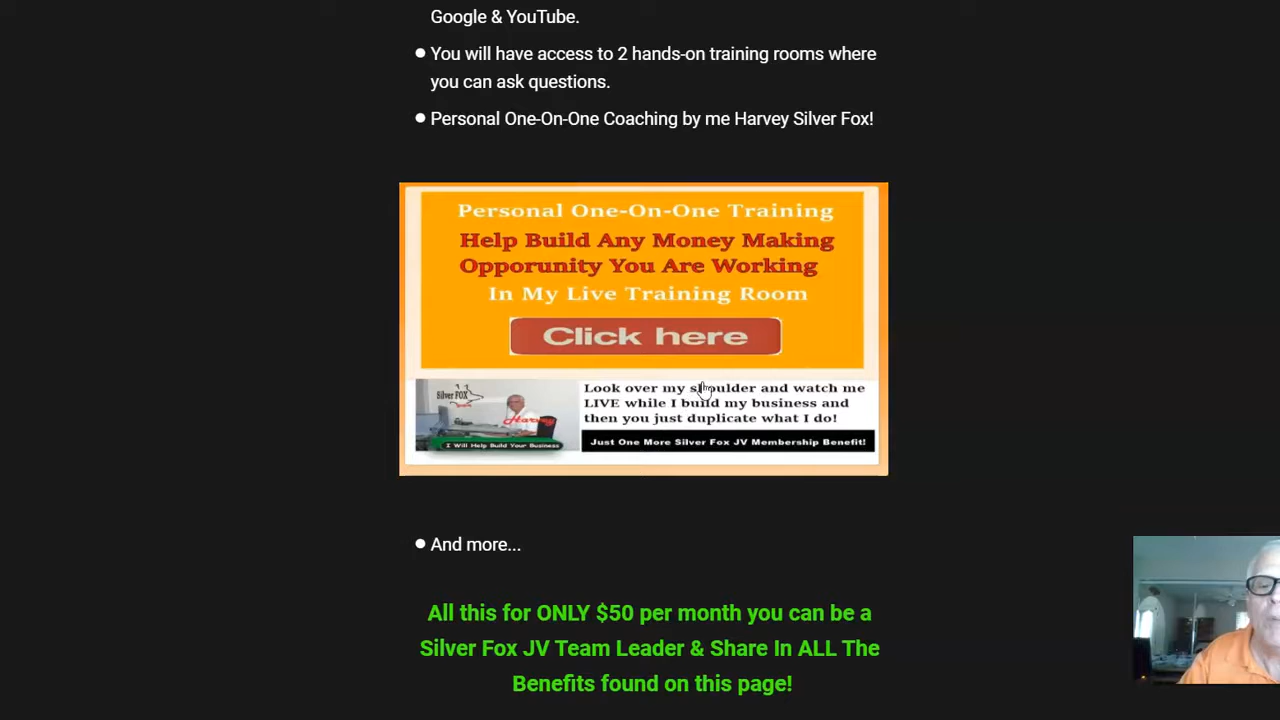 Google & YouTube.
You will have access to 2 hands-on training rooms where
you can ask questions.
Personal One-On-One Coaching by me Harvey Silver Fox!
Personal One-On-One Training
Help Build Any Money Making
Opporunity You Are Working
In My Live Training Room
Click here
Silver FOX
Harvey
I Will Help Build Your Business
Look over my shoulder and watch me
LIVE while I build my business and
then you just duplicate what I do!
Just One More Silver Fox JV Membership Benefit!
And more...
All this for ONLY $50 per month you can be a
Silver Fox JV Team Leader & Share In ALL The
Benefits found on this page!